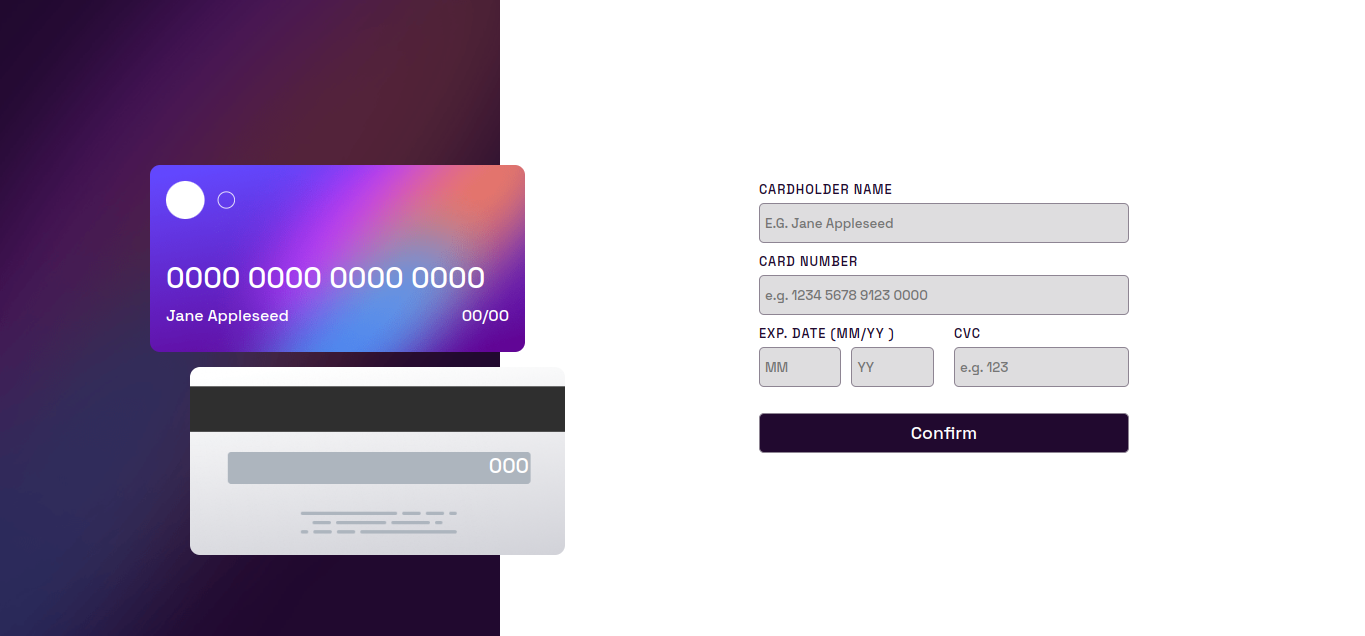 0000 0000 0000 0000
Jane Appleseed 00/00
000
CARDHOLDER NAME
E.G. Jane Appleseed
CARD NUMBER
e.g. 1234 5678 9123 0000
EXP. DATE (MM/YY ) CVC
MM YY e.g. 123
Confirm